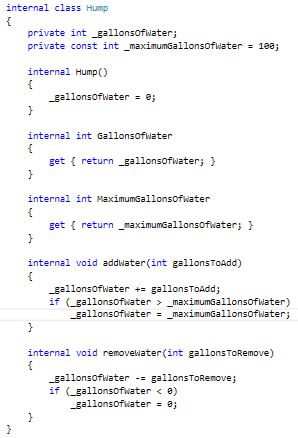 internal class Hump
{
    private int _gallonsOfWater;
    private const int _maximumGallonsOfWater = 100;

    internal Hump()
    {
        _gallonsOfWater = 0;
    }

    internal int GallonsOfWater
    {
        get { return _gallonsOfWater; }
    }

    internal int MaximumGallonsOfWater
    {
        get { return _maximumGallonsOfWater; }
    }

    internal void addWater(int gallonsToAdd)
    {
        _gallonsOfWater += gallonsToAdd;
        if (_gallonsOfWater > _maximumGallonsOfWater)
            _gallonsOfWater = _maximumGallonsOfWater;
    }

    internal void removeWater(int gallonsToRemove)
    {
        _gallonsOfWater -= gallonsToRemove;
        if (_gallonsOfWater < 0)
            _gallonsOfWater = 0;
    }
}